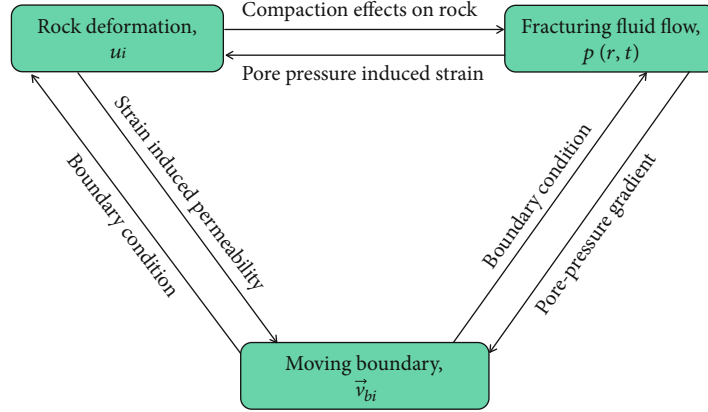 Rock deformation,
uᵢ
Compaction effects on rock
Pore pressure induced strain
Fracturing fluid flow,
p (r, t)
Strain induced permeability
Boundary condition
Boundary condition
Pore-pressure gradient
Moving boundary,
v⃗bi